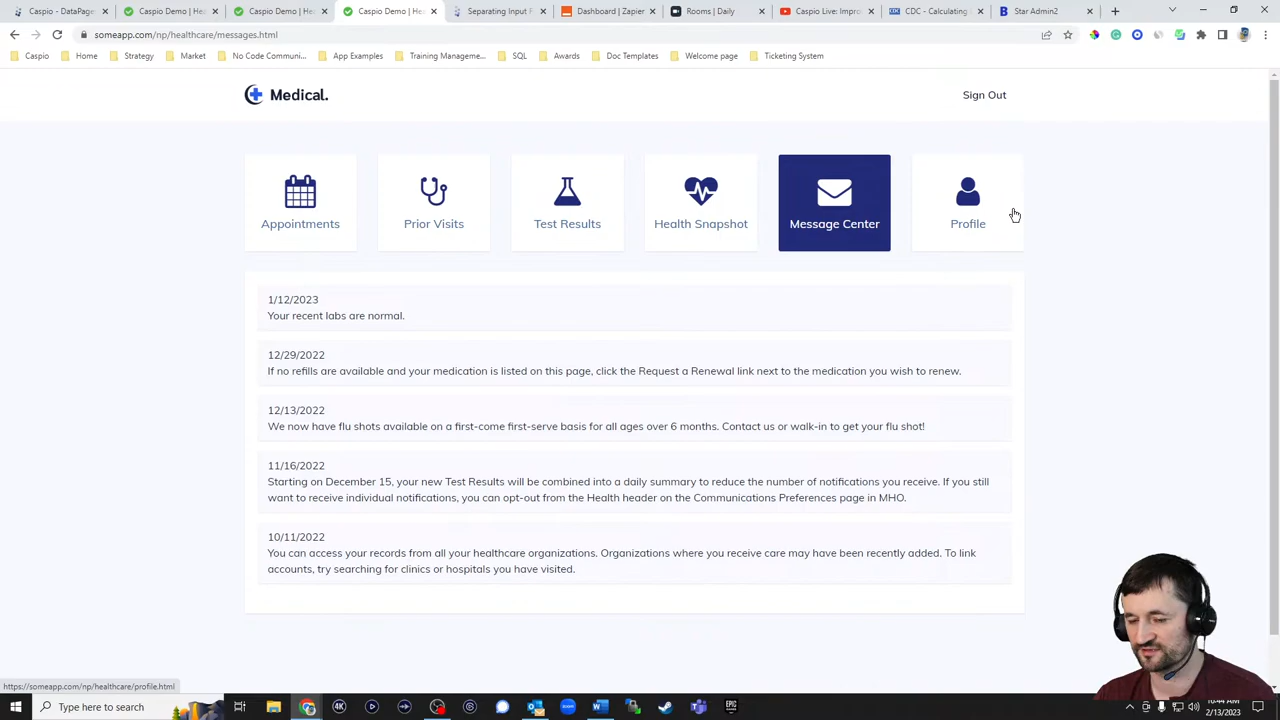 Caspio - DataPage
Caspio Demo | Hea
Caspio Demo | Hea
Caspio Demo | Hea
Separating Input F
Dashboard | Zapier
Rooms | Daily
Caspio Live: Impro
CDC - Calculating
Star Admin2
someapp.com/np/healthcare/messages.html
Caspio
Home
Strategy
Market
No Code Communi...
App Examples
Training Manageme...
SQL
Awards
Doc Templates
Welcome page
Ticketing System
Medical.
Sign Out
Appointments
Prior Visits
Test Results
Health Snapshot
Message Center
Profile
1/12/2023
Your recent labs are normal.
12/29/2022
If no refills are available and your medication is listed on this page, click the Request a Renewal link next to the medication you wish to renew.
12/13/2022
We now have flu shots available on a first-come first-serve basis for all ages over 6 months. Contact us or walk-in to get your flu shot!
11/16/2022
Starting on December 15, your new Test Results will be combined into a daily summary to reduce the number of notifications you receive. If you still
want to receive individual notifications, you can opt-out from the Health header on the Communications Preferences page in MHO.
10/11/2022
You can access your records from all your healthcare organizations. Organizations where you receive care may have been recently added. To link
accounts, try searching for clinics or hospitals you have visited.
https://someapp.com/np/healthcare/profile.html
Type here to search
4K
EPIC
10:44 AM
2/13/2023